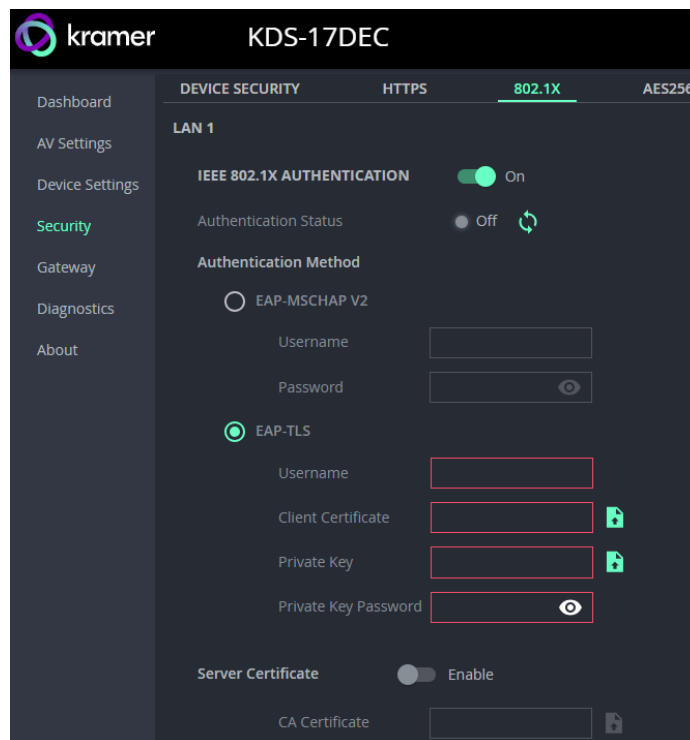 kramer KDS-17DEC
DEVICE SECURITY HTTPS 802.1X AES256
Dashboard
AV Settings
Device Settings
Security
Gateway
Diagnostics
About
LAN 1
IEEE 802.1X AUTHENTICATION On
Authentication Status Off
Authentication Method
EAP-MSCHAP V2
Username
Password
EAP-TLS
Username
Client Certificate
Private Key
Private Key Password
Server Certificate Enable
CA Certificate